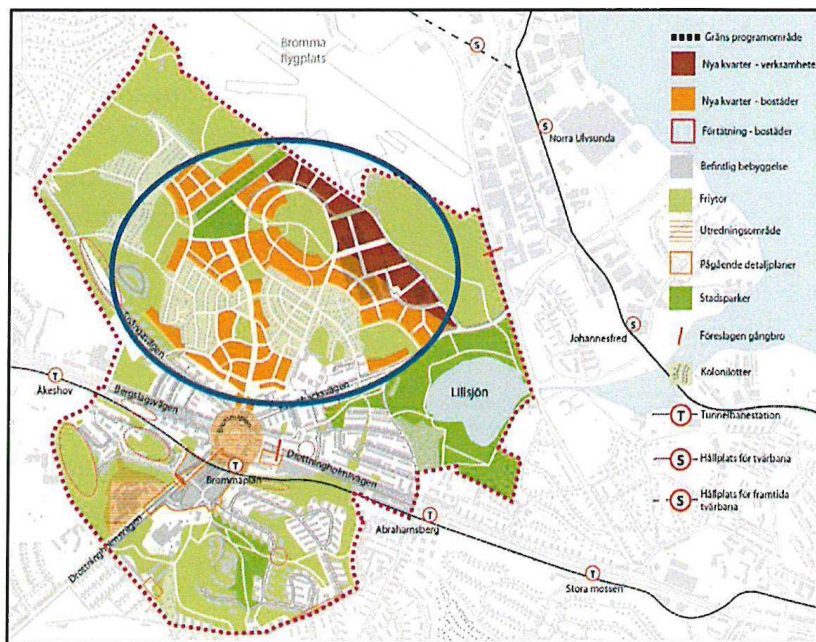 Bromma
flygplats
Norra Ulvsunda
Johannesfred
Lillsjön
Bergslagsvägen
Åkeshov
Brommaplan
Drottningholmsvägen
Drottningholmsvägen
Abrahamsberg
Stora mossen
Gräns programområde
Nya kvarter - verksamhete
Nya kvarter - bostäder
Förtätning - bostäder
Befintlig bebyggelse
Friytor
Utredningsområde
Pågående detaljplaner
Stadsparker
Föreslagen gångbro
Kolonilotter
T Tunnelbanestation
S Hållplats för tvärbana
S Hållplats för framtida
tvärbana